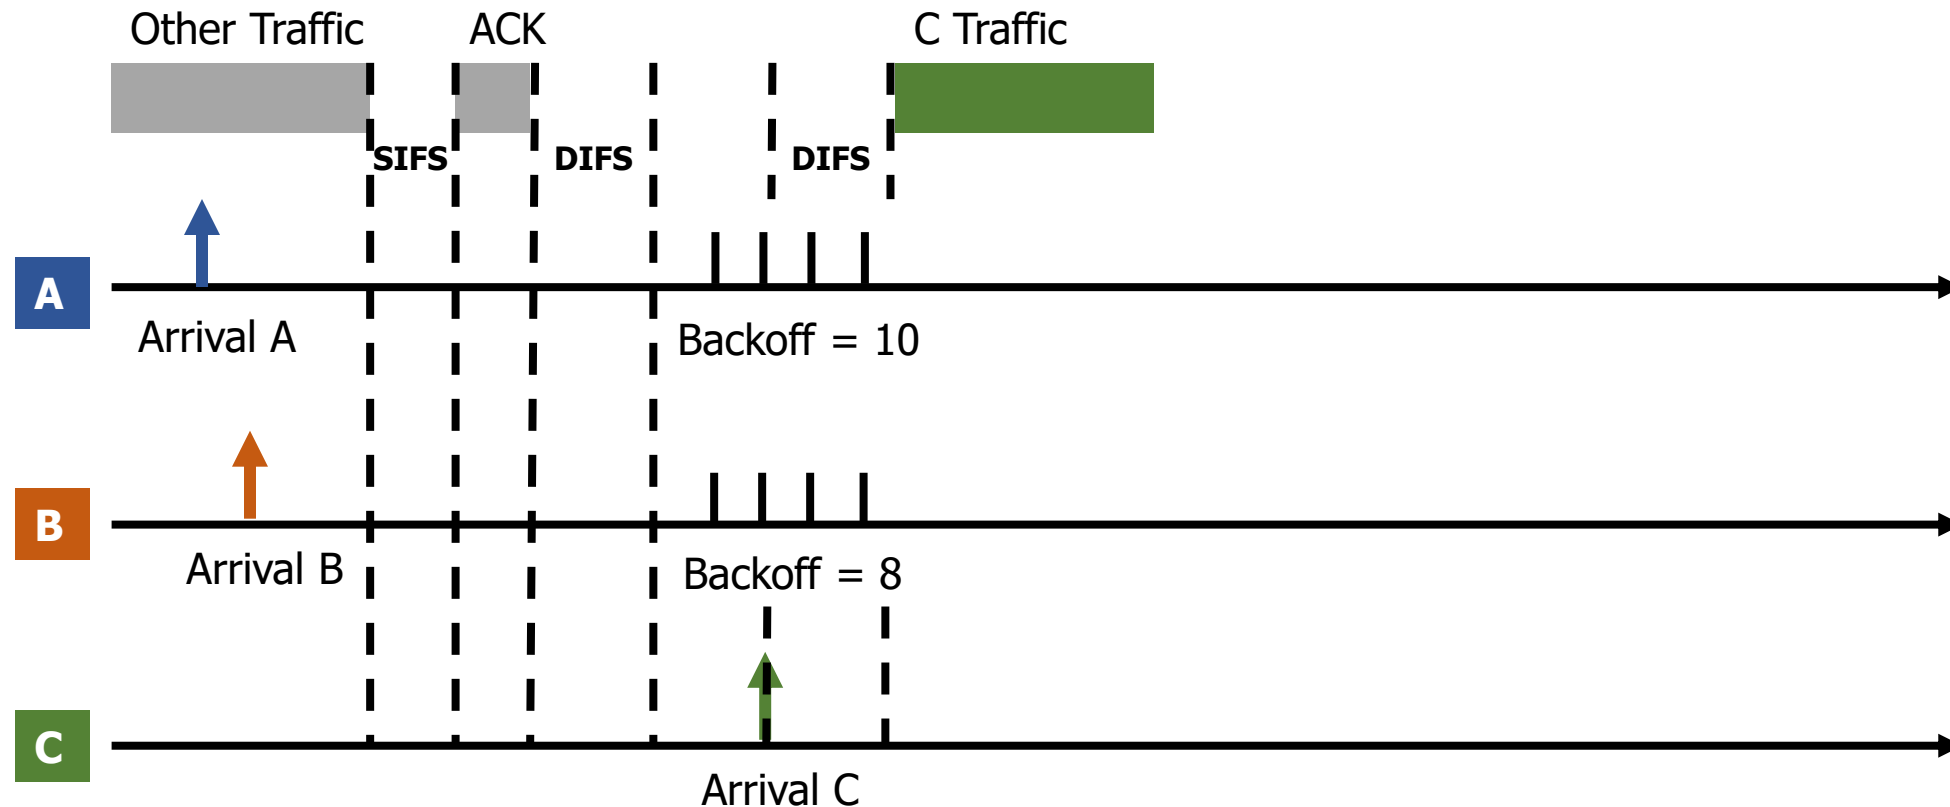 Other Traffic
ACK
C Traffic
SIFS
DIFS
DIFS
A
Arrival A
Backoff = 10
B
Arrival B
Backoff = 8
C
Arrival C